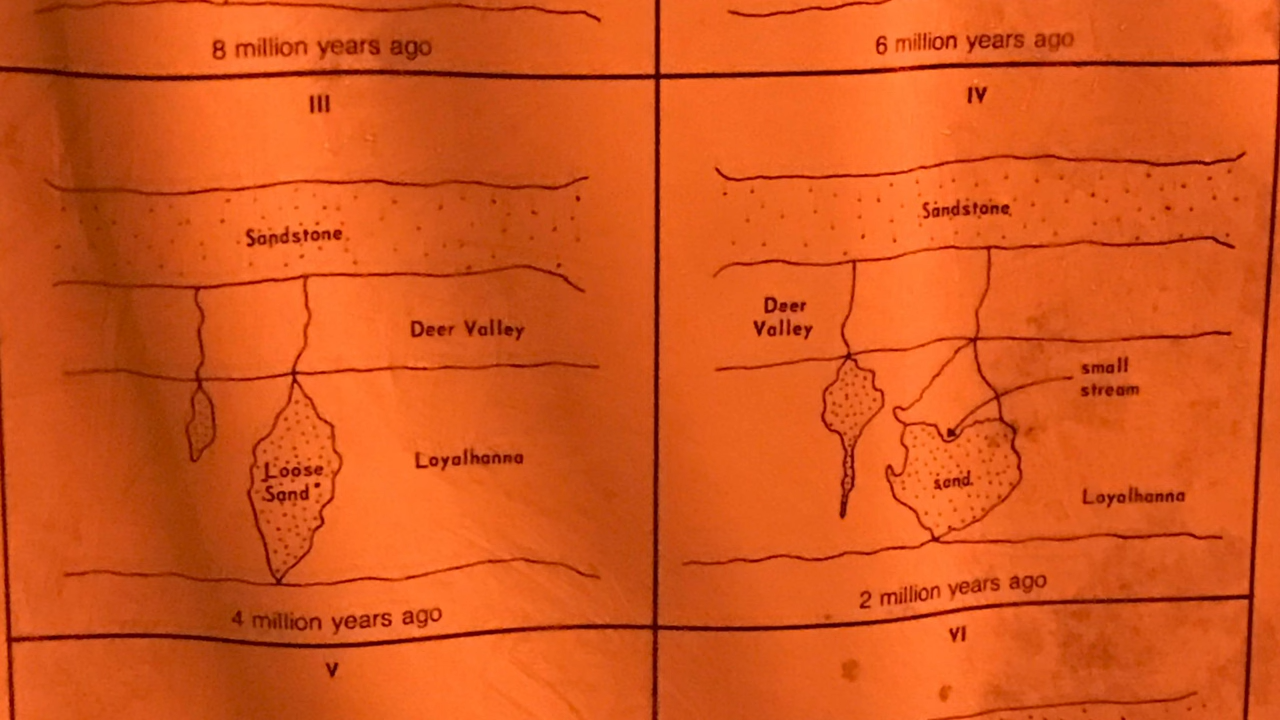 8 million years ago
6 million years ago
III
Sandstone
Deer Valley
Loose
Sand
Loyalhanna
4 million years ago
IV
Sandstone
Deer
Valley
small
stream
sand
Loyalhanna
2 million years ago
V
VI